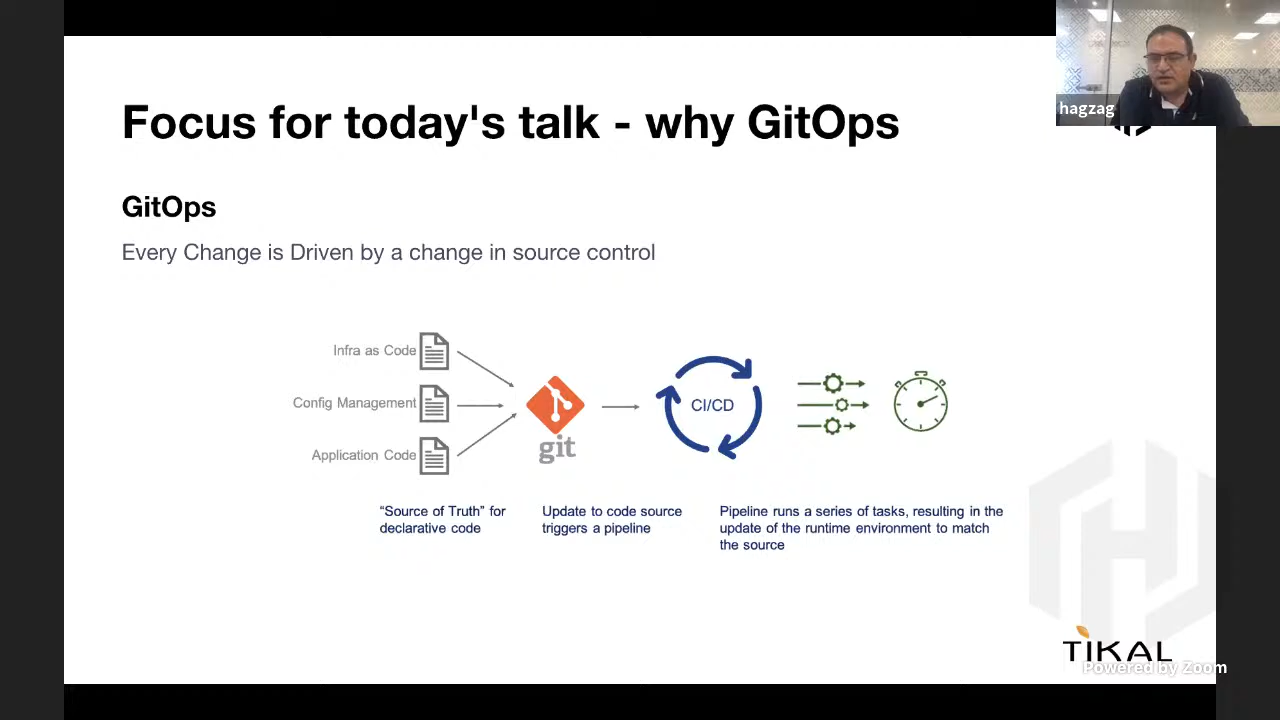 hagzag
Focus for today's talk - why GitOps
GitOps
Every Change is Driven by a change in source control
Infra as Code
Config Management
Application Code
git
CI/CD
"Source of Truth" for
declarative code
Update to code source
triggers a pipeline
Pipeline runs a series of tasks, resulting in the
update of the runtime environment to match
the source
TIKAL
Powered by Zoom